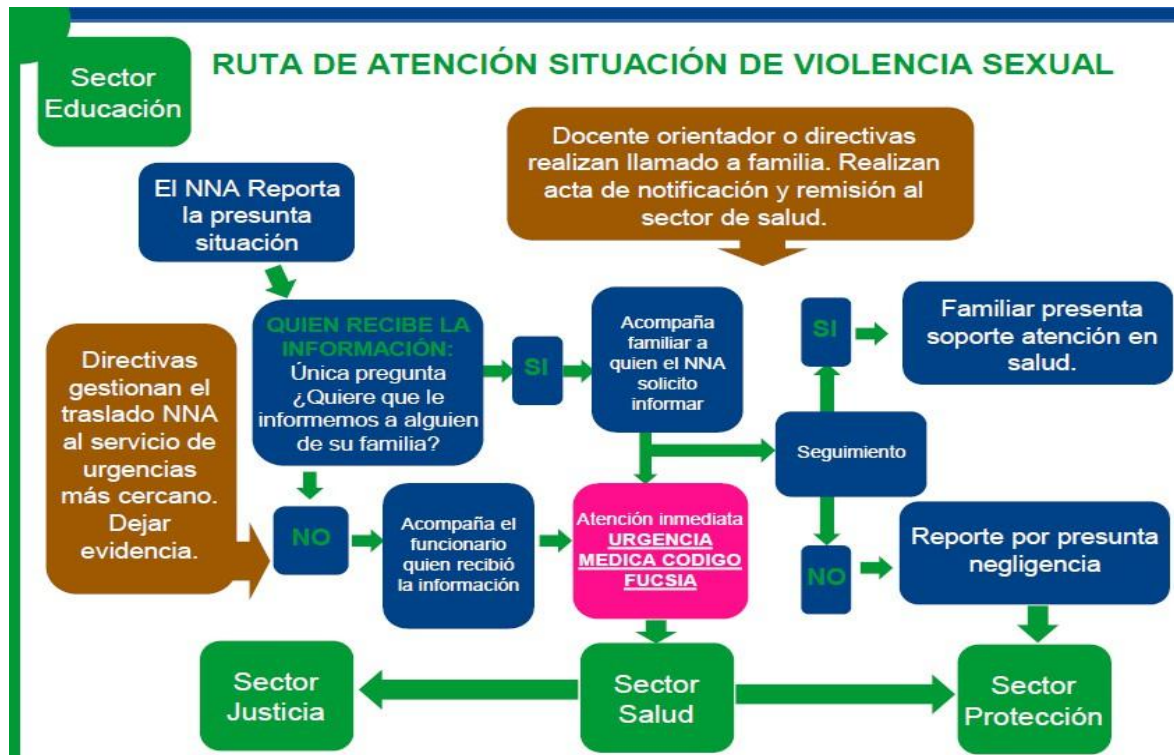 Sector
Educación
RUTA DE ATENCIÓN SITUACIÓN DE VIOLENCIA SEXUAL
Docente orientador o directivas
realizan llamado a familia. Realizan
acta de notificación y remisión al
sector de salud.
El NNA Reporta
la presunta
situación
Directivas
gestionan el
traslado NNA
al servicio de
urgencias
más cercano.
Dejar
evidencia.
QUIEN RECIBE LA
INFORMACIÓN:
Única pregunta
¿Quiere que le
informemos a alguien
de su familia?
SI
Acompaña
familiar a
quien el NNA
solicito
informar
SI
Familiar presenta
soporte atención en
salud.
Seguimiento
NO
Acompaña el
funcionario
quien recibió
la información
Atención inmediata
URGENCIA
MEDICA CODIGO
FUCSIA
NO
Reporte por presunta
negligencia
Sector
Justicia
Sector
Salud
Sector
Protección